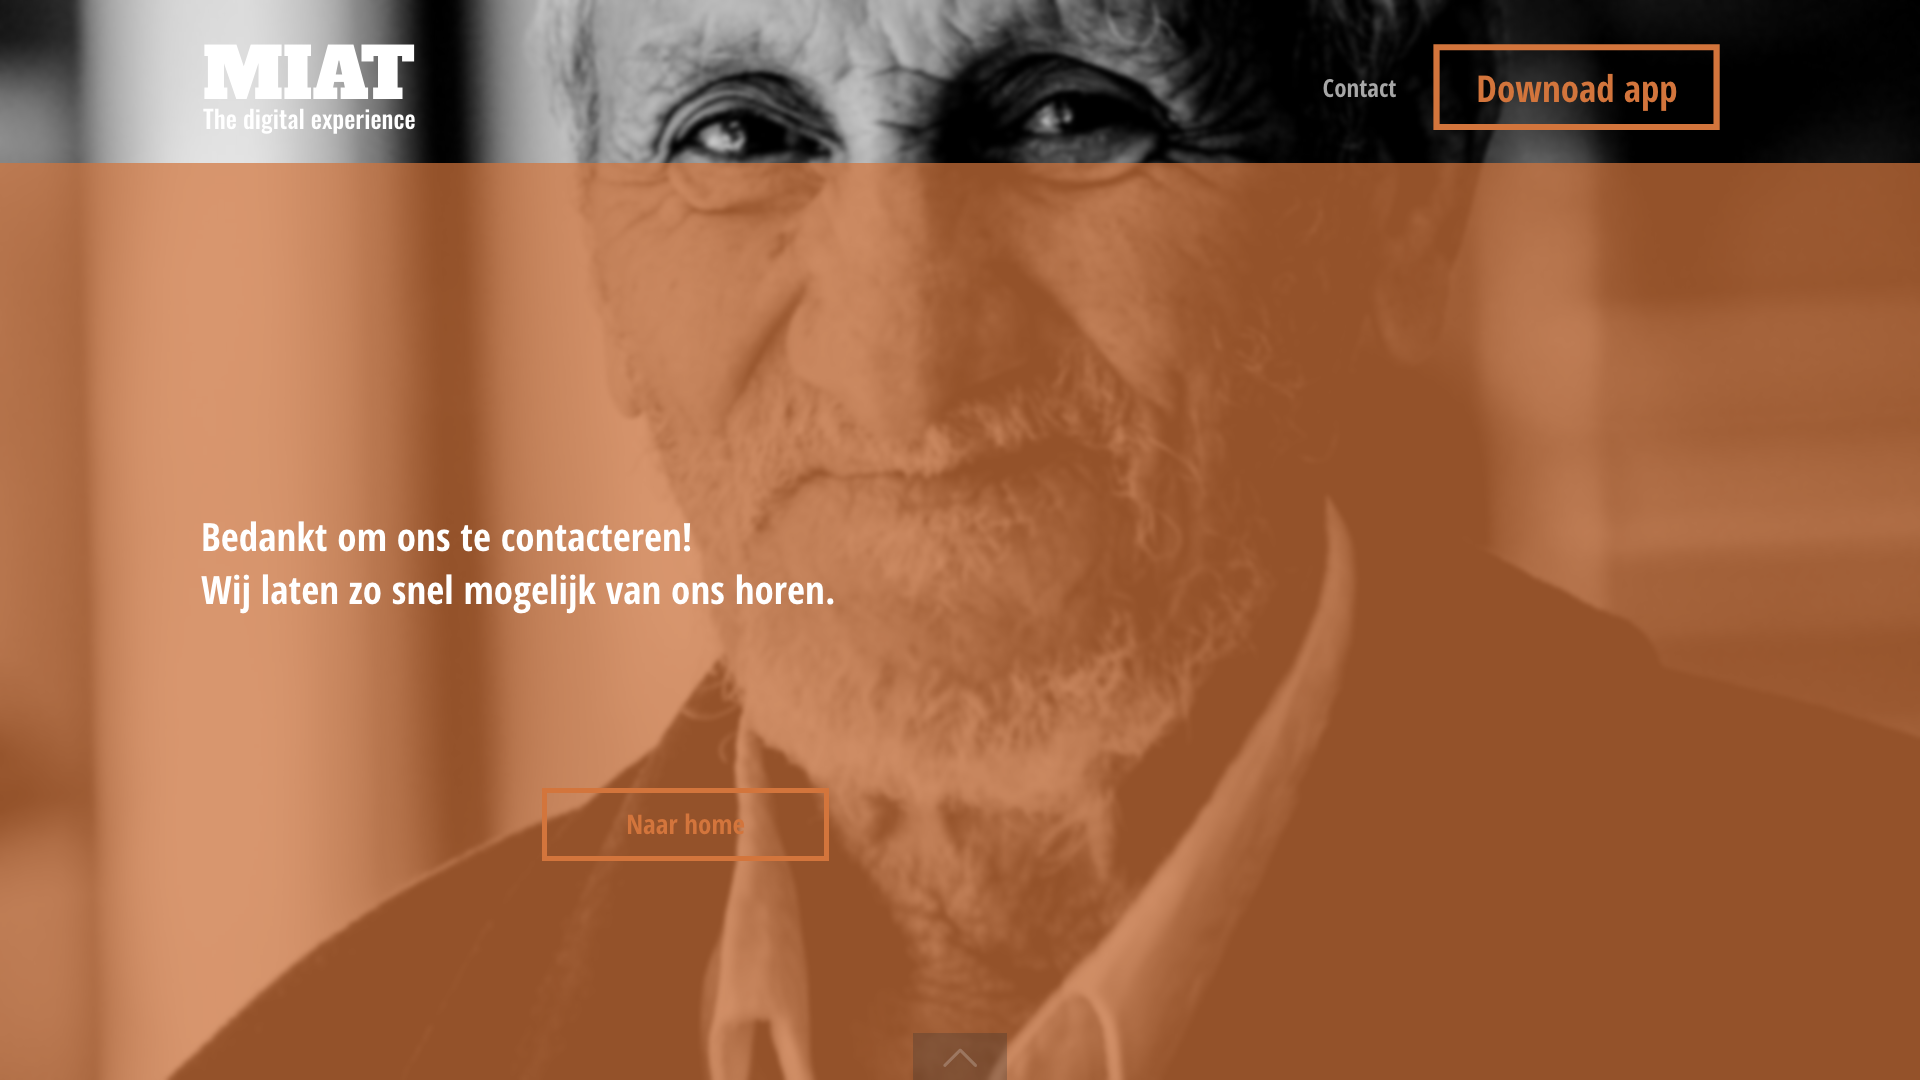 MIAT
The digital experience
Contact
Downoad app
Bedankt om ons te contacteren!
Wij laten zo snel mogelijk van ons horen.
Naar home